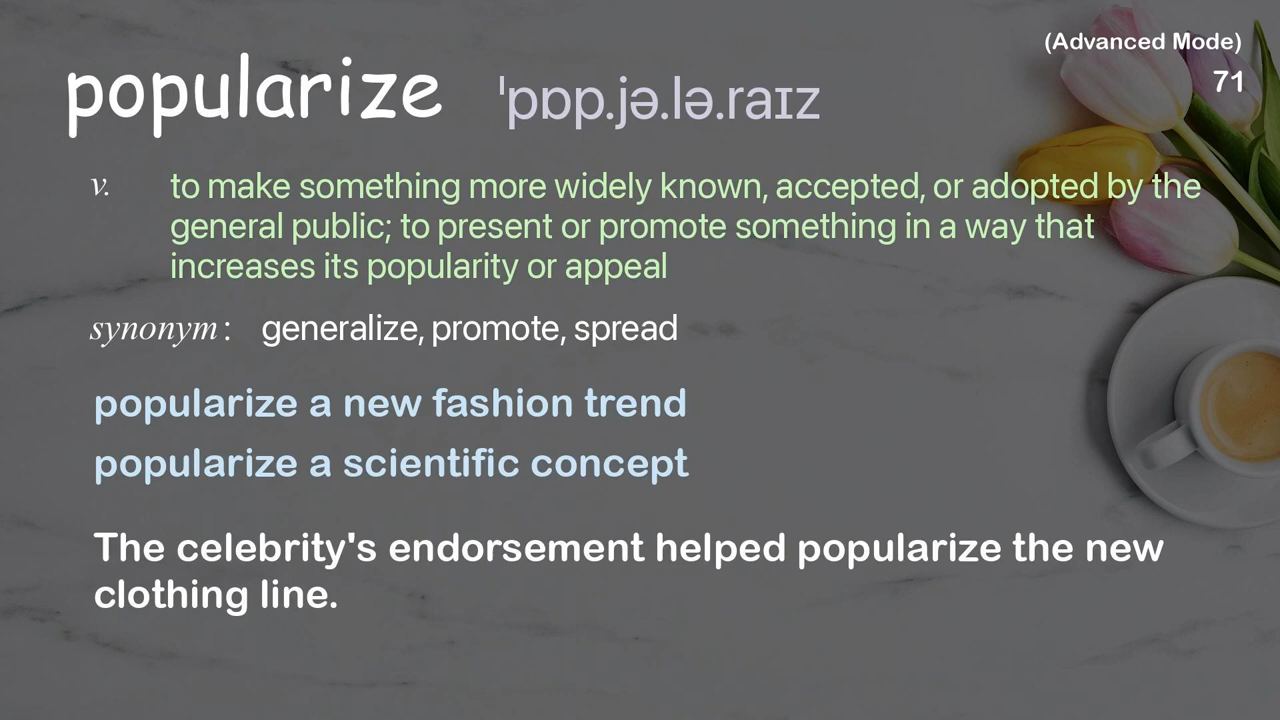 (Advanced Mode)
71
popularize ˈpɒp.jə.lə.raɪz
v. to make something more widely known, accepted, or adopted by the
general public; to present or promote something in a way that
increases its popularity or appeal
synonym: generalize, promote, spread
popularize a new fashion trend
popularize a scientific concept
The celebrity's endorsement helped popularize the new
clothing line.